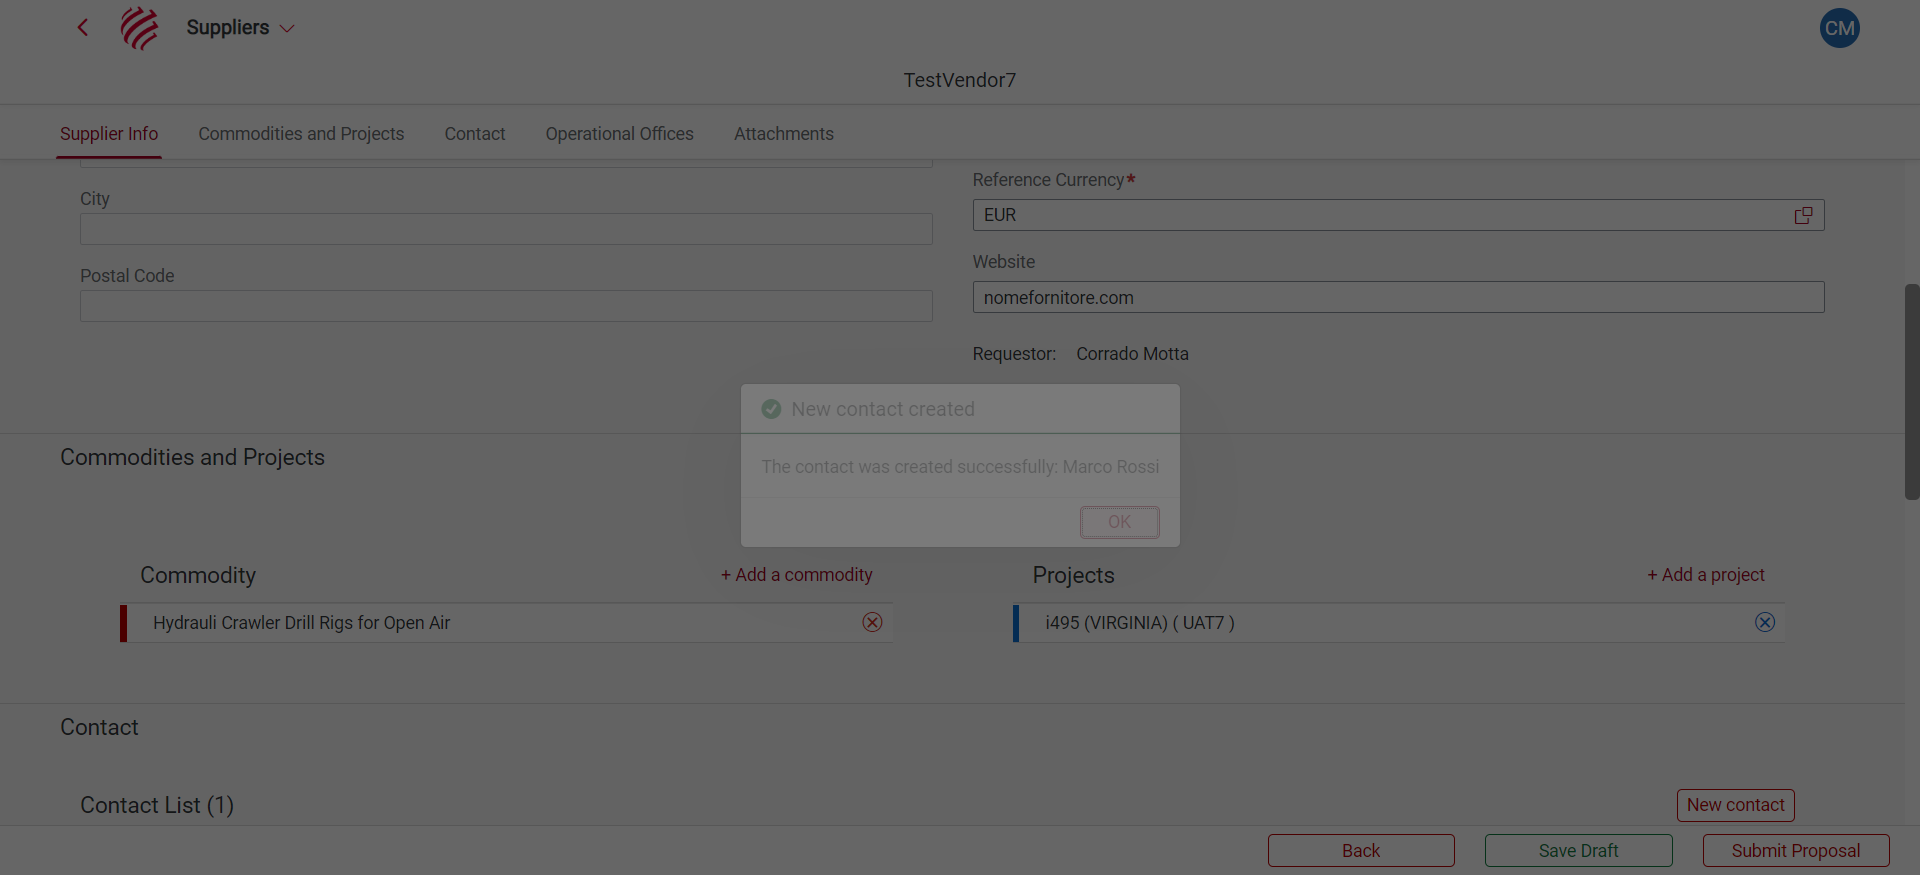 Suppliers
CM
TestVendor7
Supplier Info
Commodities and Projects
Contact
Operational Offices
Attachments
City
Postal Code
Reference Currency*
EUR
Website
nomefornitore.com
Requestor: Corrado Motta
New contact created
The contact was created successfully: Marco Rossi
OK
Commodities and Projects
Commodity
+ Add a commodity
Hydrauli Crawler Drill Rigs for Open Air
Projects
+ Add a project
i495 (VIRGINIA) ( UAT7 )
Contact
Contact List (1)
New contact
Back
Save Draft
Submit Proposal